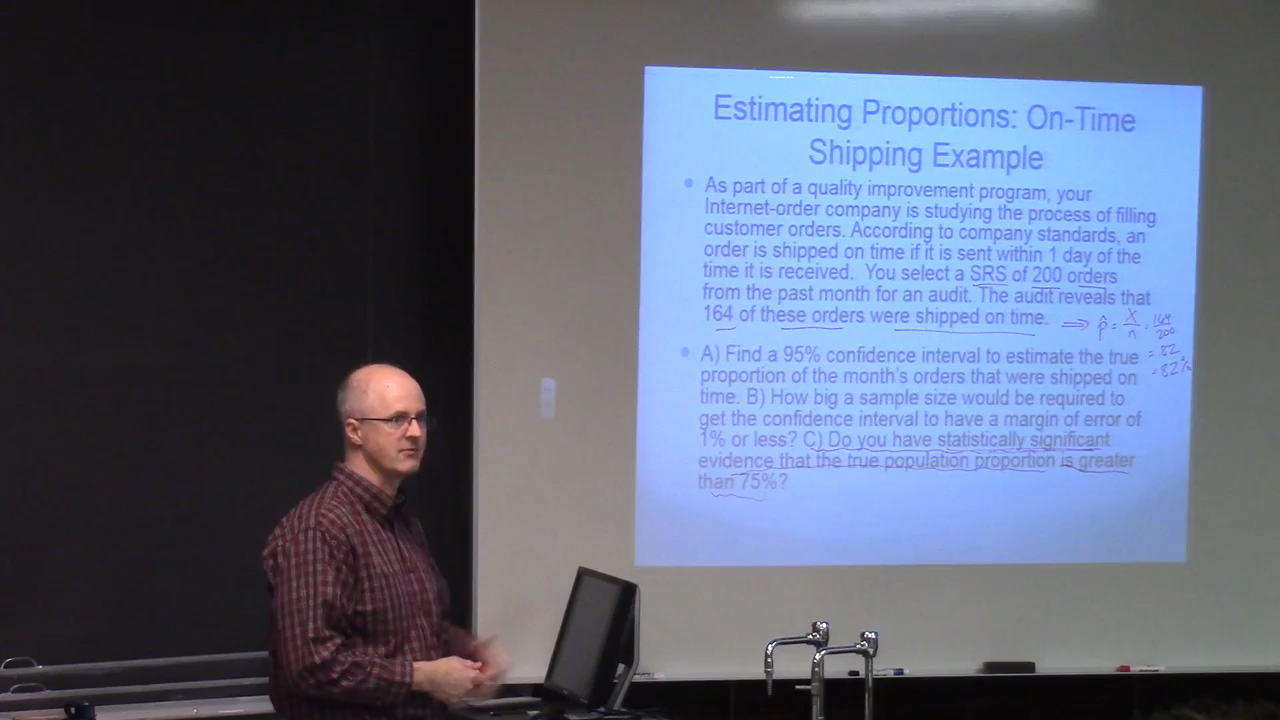 Estimating Proportions: On-Time
Shipping Example
• As part of a quality improvement program, your
Internet-order company is studying the process of filling
customer orders. According to company standards, an
order is shipped on time if it is sent within 1 day of the
time it is received. You select a SRS of 200 orders
from the past month for an audit. The audit reveals that
164 of these orders were shipped on time. ⟹ p̂ = X/n = 164/200
= .82
= 82%
• A) Find a 95% confidence interval to estimate the true
proportion of the month's orders that were shipped on
time. B) How big a sample size would be required to
get the confidence interval to have a margin of error of
1% or less? C) Do you have statistically significant
evidence that the true population proportion is greater
than 75%?